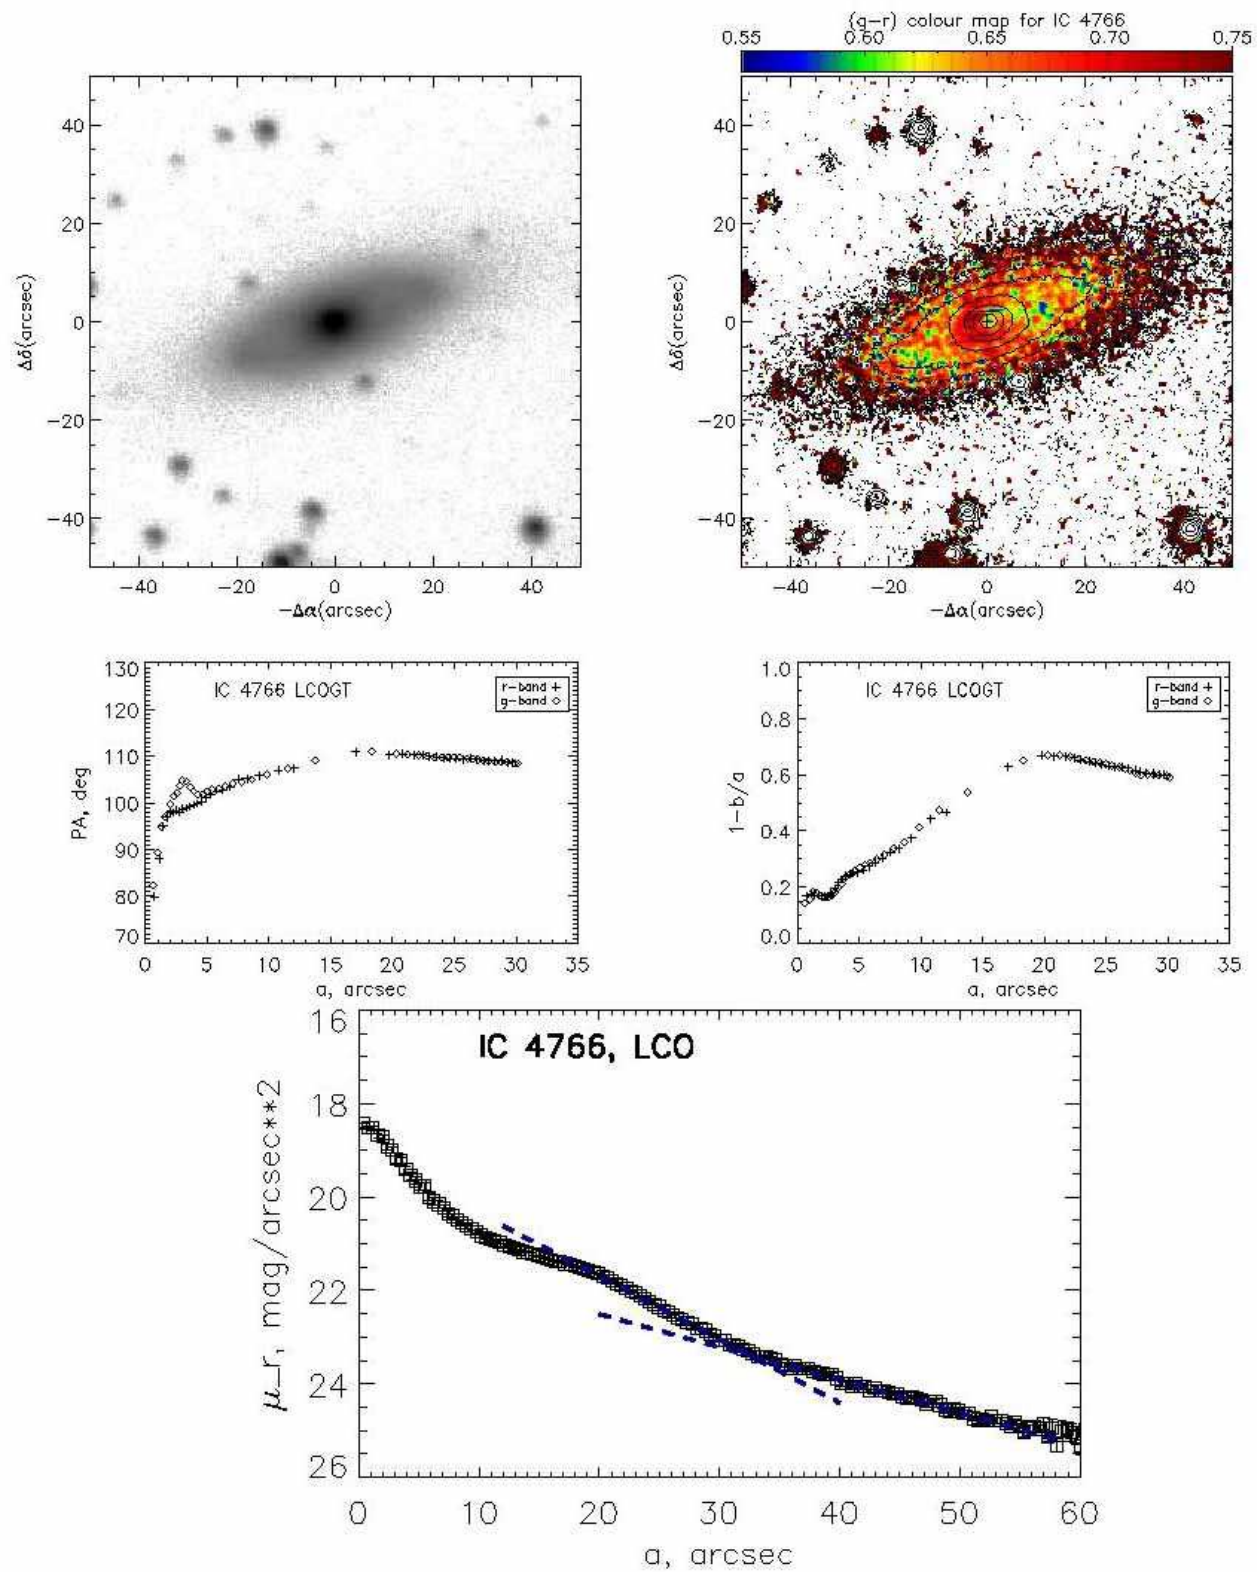 (g-r) colour map for IC 4766
0.55 0.60 0.65 0.70 0.75
40
20
0
-20
-40
Δδ(arcsec)
-40 -20 0 20 40
-Δα(arcsec)
40
20
0
-20
-40
Δδ(arcsec)
-40 -20 0 20 40
-Δα(arcsec)
130
120
110
100
90
80
70
PA, deg
IC 4766 LCOGT
r-band +
g-band ◇
0 5 10 15 20 25 30 35
a, arcsec
1.0
0.8
0.6
0.4
0.2
0.0
1-b/a
IC 4766 LCOGT
r-band +
g-band ◇
0 5 10 15 20 25 30 35
a, arcsec
16
18
20
22
24
26
μ_r, mag/arcsec**2
IC 4766, LCO
0 10 20 30 40 50 60
a, arcsec